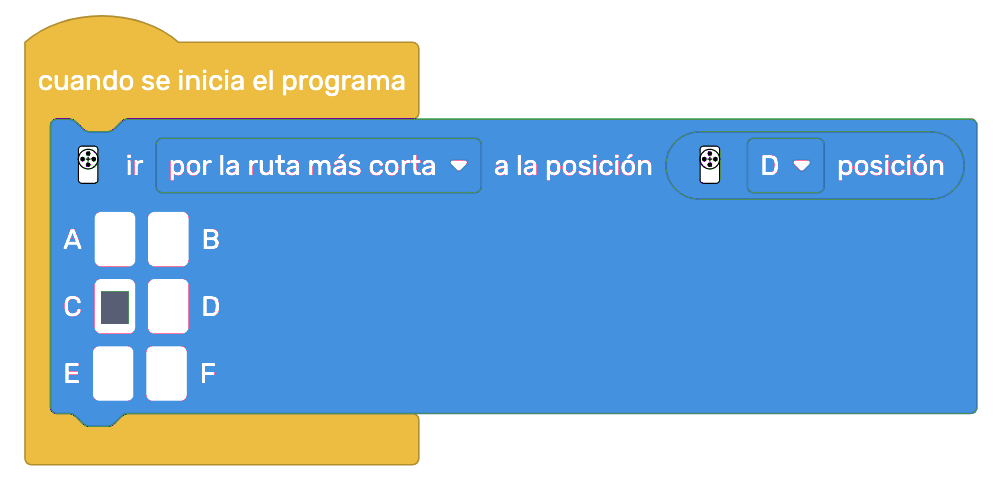 cuando se inicia el programa
ir por la ruta más corta a la posición D posición
A B
C D
E F